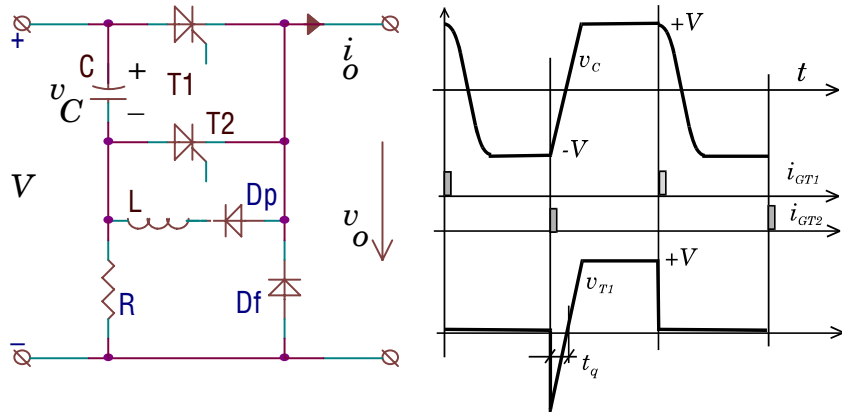 +
C
+
v_C
−
T1
i_o
T2
V
L
Dp
v_o
R
Df
−
+V
v_C
t
-V
i_GT1
i_GT2
+V
v_T1
t_q